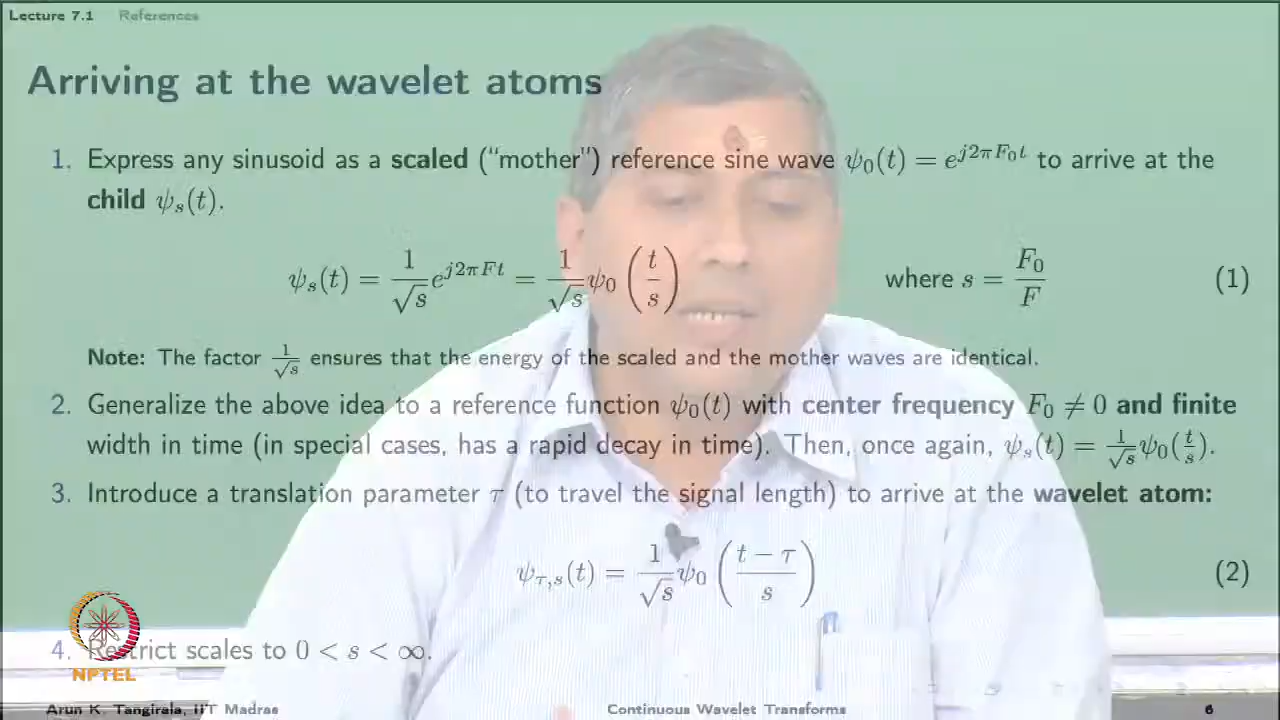 Lecture 7.1 References
Arriving at the wavelet atoms
1. Express any sinusoid as a scaled (“mother”) reference sine wave ψ₀(t) = e^{j2πF₀t} to arrive at the
child ψₛ(t).
ψₛ(t) = 1/√s e^{j2πFt} = 1/√s ψ₀ (t/s) where s = F₀/F (1)
Note: The factor 1/√s ensures that the energy of the scaled and the mother waves are identical.
2. Generalize the above idea to a reference function ψ₀(t) with center frequency F₀ ≠ 0 and finite
width in time (in special cases, has a rapid decay in time). Then, once again, ψₛ(t) = 1/√s ψ₀(t/s).
3. Introduce a translation parameter τ (to travel the signal length) to arrive at the wavelet atom:
ψ_{τ,s}(t) = 1/√s ψ₀ ((t − τ)/s) (2)
4. Restrict scales to 0 < s < ∞.
NPTEL
Arun K. Tangirala, IIT Madras Continuous Wavelet Transforms 6